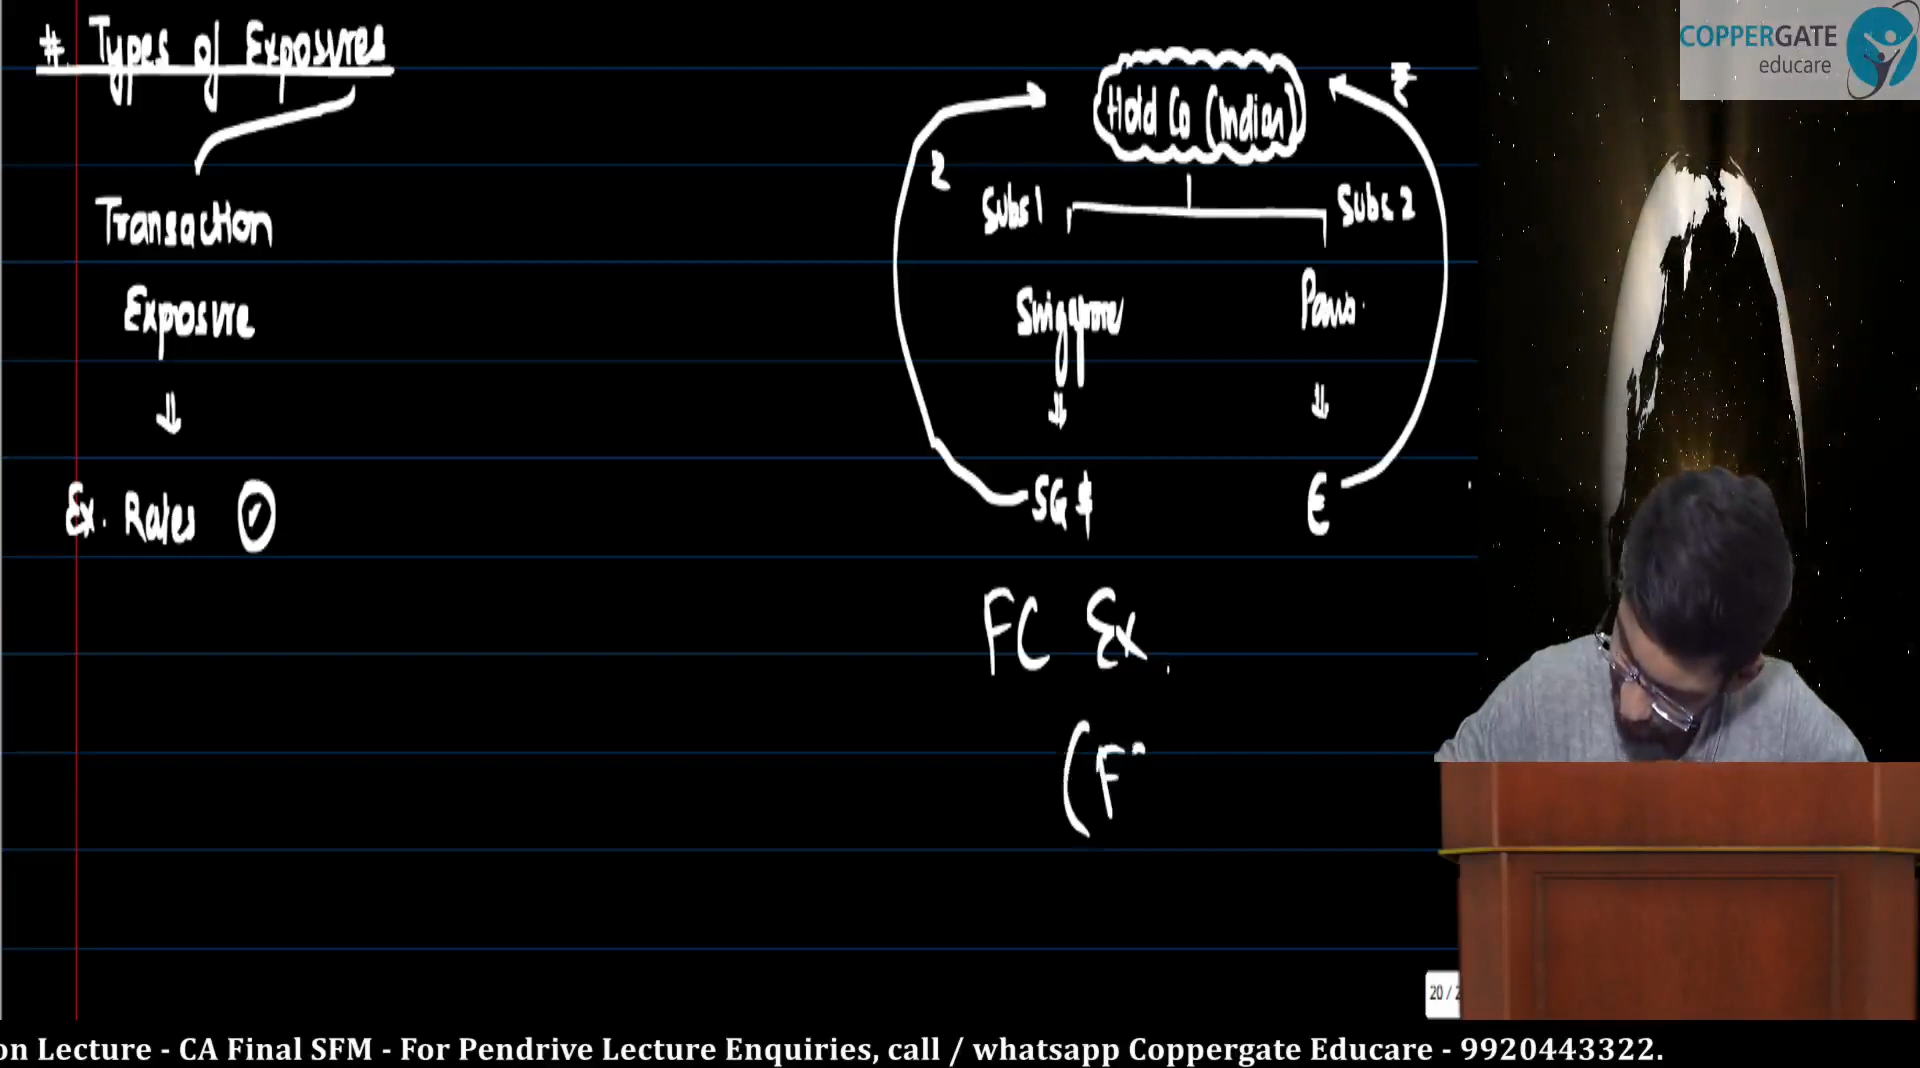 # Types of Exposures
Transaction
Exposure
⇓
Ex. Rates ✓
Hold Co (Indian)
₹
₹
Subs 1
Subs 2
Singapore
Paris
⇓
⇓
SG $
€
FC Ex.
(F
COPPERGATE
educare
20 / 2
on Lecture - CA Final SFM - For Pendrive Lecture Enquiries, call / whatsapp Coppergate Educare - 9920443322.